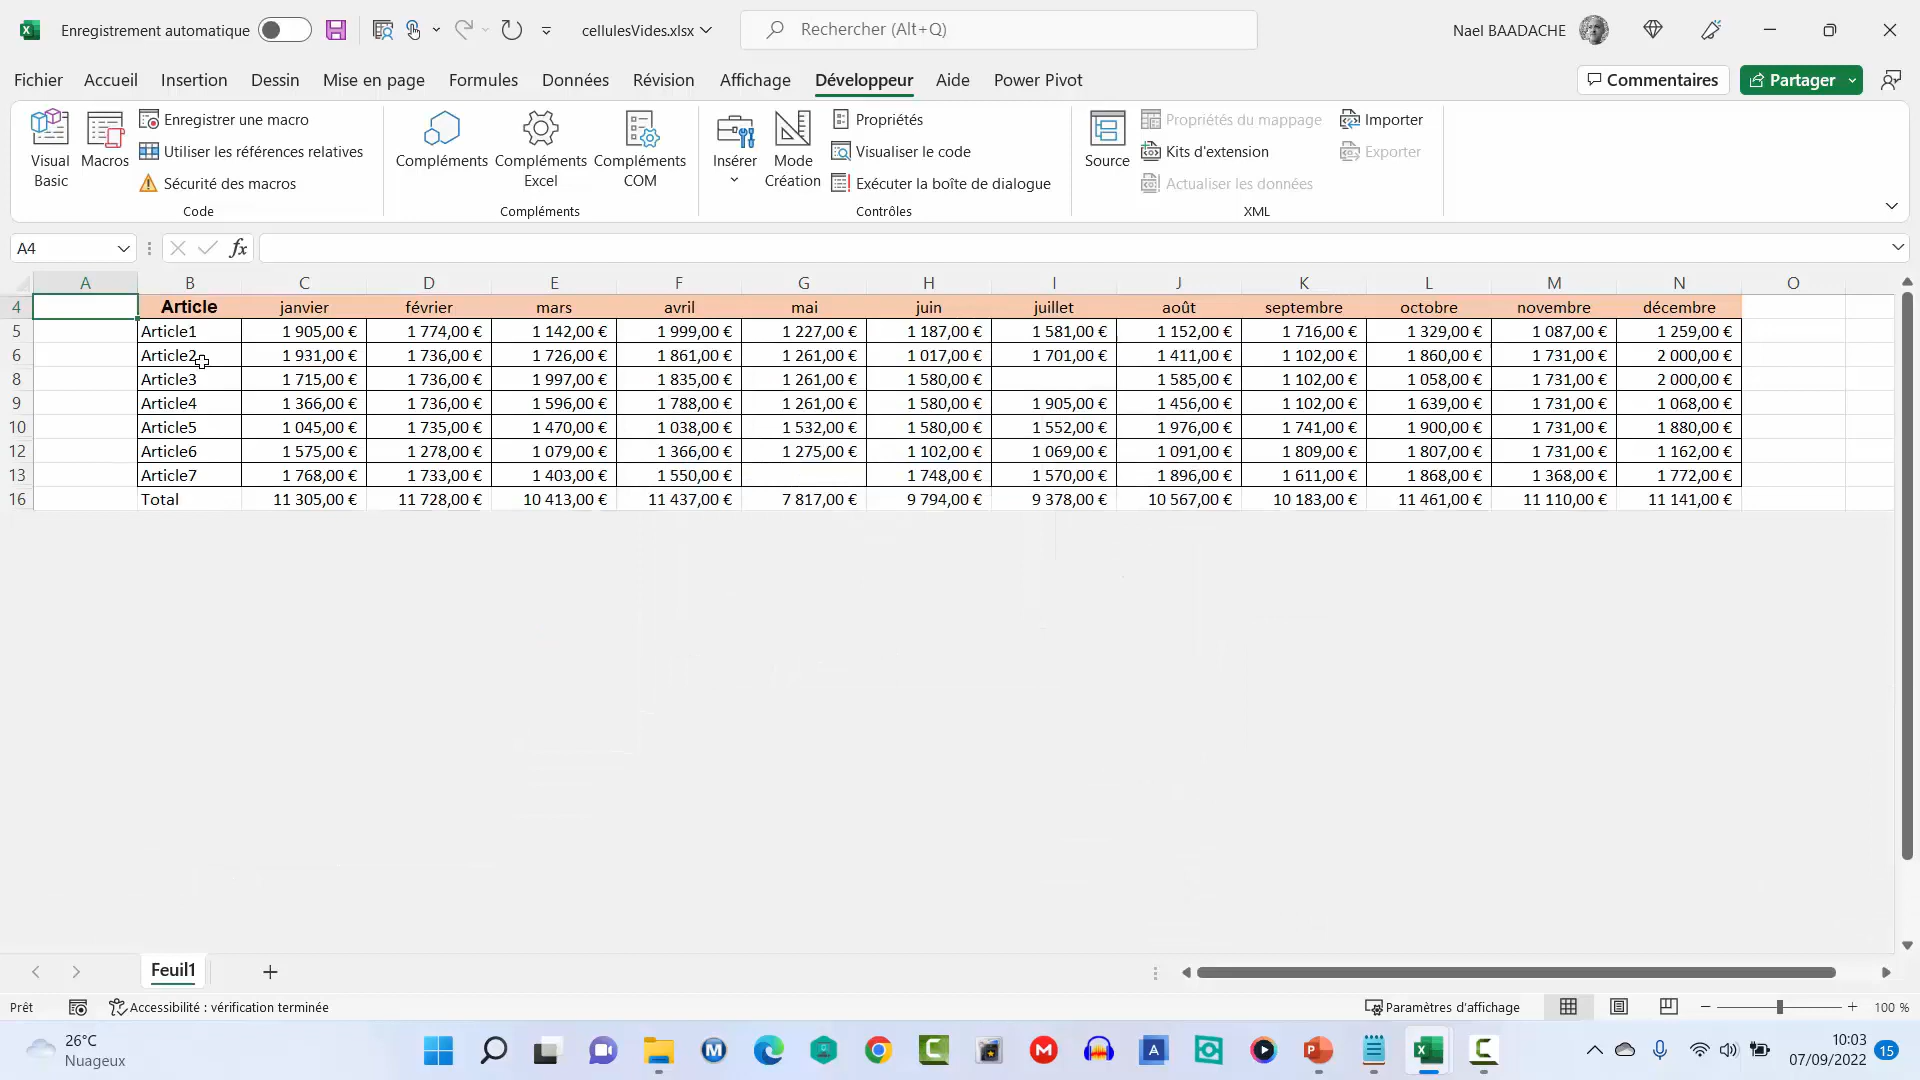 Enregistrement automatique cellulesVides.xlsx Rechercher (Alt+Q) Nael BAADACHE
Fichier Accueil Insertion Dessin Mise en page Formules Données Révision Affichage Développeur Aide Power Pivot Commentaires Partager
Visual Basic
Macros
Enregistrer une macro
Utiliser les références relatives
Sécurité des macros
Code
Compléments
Compléments Excel
Compléments COM
Compléments
Insérer
Mode Création
Propriétés
Visualiser le code
Exécuter la boîte de dialogue
Contrôles
Source
Propriétés du mappage
Kits d'extension
Actualiser les données
Importer
Exporter
XML
A4 fx
A B C D E F G H I J K L M N O
4 Article janvier février mars avril mai juin juillet août septembre octobre novembre décembre
5 Article1 1 905,00 € 1 774,00 € 1 142,00 € 1 999,00 € 1 227,00 € 1 187,00 € 1 581,00 € 1 152,00 € 1 716,00 € 1 329,00 € 1 087,00 € 1 259,00 €
6 Article2 1 931,00 € 1 736,00 € 1 726,00 € 1 861,00 € 1 261,00 € 1 017,00 € 1 701,00 € 1 411,00 € 1 102,00 € 1 860,00 € 1 731,00 € 2 000,00 €
8 Article3 1 715,00 € 1 736,00 € 1 997,00 € 1 835,00 € 1 261,00 € 1 580,00 € 1 585,00 € 1 102,00 € 1 058,00 € 1 731,00 € 2 000,00 €
9 Article4 1 366,00 € 1 736,00 € 1 596,00 € 1 788,00 € 1 261,00 € 1 580,00 € 1 905,00 € 1 456,00 € 1 102,00 € 1 639,00 € 1 731,00 € 1 068,00 €
10 Article5 1 045,00 € 1 735,00 € 1 470,00 € 1 038,00 € 1 532,00 € 1 580,00 € 1 552,00 € 1 976,00 € 1 741,00 € 1 900,00 € 1 731,00 € 1 880,00 €
12 Article6 1 575,00 € 1 278,00 € 1 079,00 € 1 366,00 € 1 275,00 € 1 102,00 € 1 069,00 € 1 091,00 € 1 809,00 € 1 807,00 € 1 731,00 € 1 162,00 €
13 Article7 1 768,00 € 1 733,00 € 1 403,00 € 1 550,00 € 1 748,00 € 1 570,00 € 1 896,00 € 1 611,00 € 1 868,00 € 1 368,00 € 1 772,00 €
16 Total 11 305,00 € 11 728,00 € 10 413,00 € 11 437,00 € 7 817,00 € 9 794,00 € 9 378,00 € 10 567,00 € 10 183,00 € 11 461,00 € 11 110,00 € 11 141,00 €
Feuil1
Prêt Accessibilité : vérification terminée Paramètres d'affichage 100 %
26°C
Nuageux
10:03
07/09/2022
15